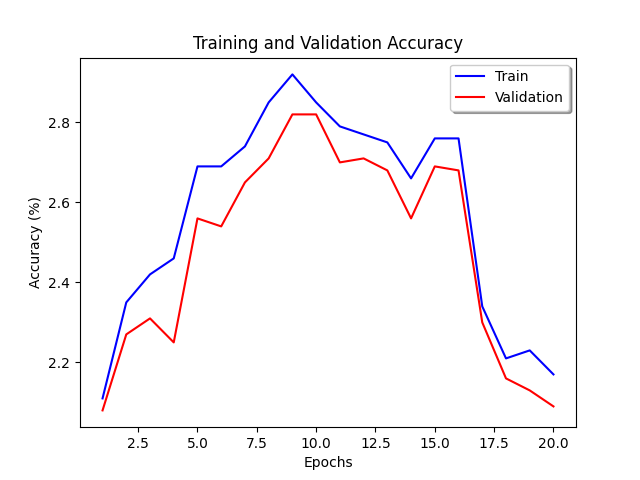 Training and Validation Accuracy
Train
Validation
Accuracy (%)
2.8
2.6
2.4
2.2
2.5 5.0 7.5 10.0 12.5 15.0 17.5 20.0
Epochs